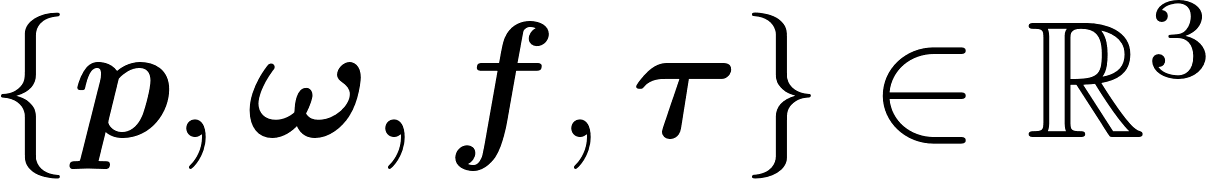 {𝒑, 𝝎, 𝒇, 𝝉} ∈ ℝ³